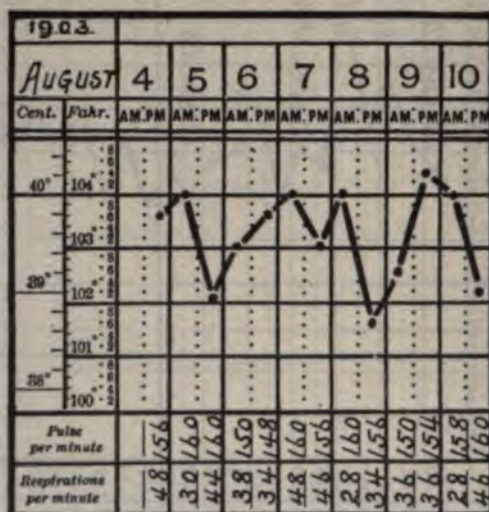 1903.
AUGUST 4 5 6 7 8 9 10
Cent. Fahr. AM. PM AM. PM AM. PM AM. PM AM. PM AM. PM AM. PM
40° 104°
103°
39° 102°
101°
38° 100°
Pulse per minute 156 160 160 150 148 160 156 160 156 150 154 158 160
Respirations per minute 48 30 44 38 34 48 46 28 34 36 36 28 46